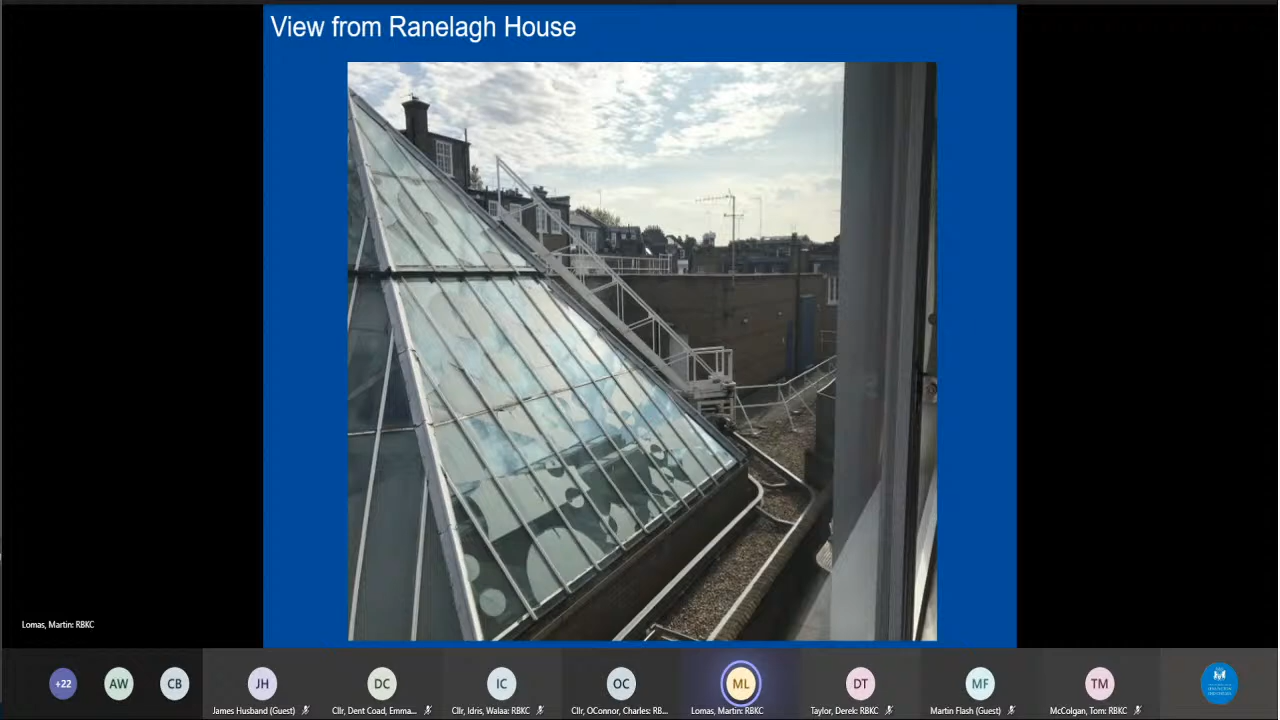 View from Ranelagh House
Lomas, Martin: RBKC
+22
AW
CB
JH
DC
IC
OC
ML
DT
MF
TM
James Husband (Guest)
Cllr, Dent Coad, Emma...
Cllr, Idris, Walaa: RBKC
Cllr, OConnor, Charles: RB...
Lomas, Martin: RBKC
Taylor, Derek: RBKC
Martin Flash (Guest)
McColgan, Tom: RBKC